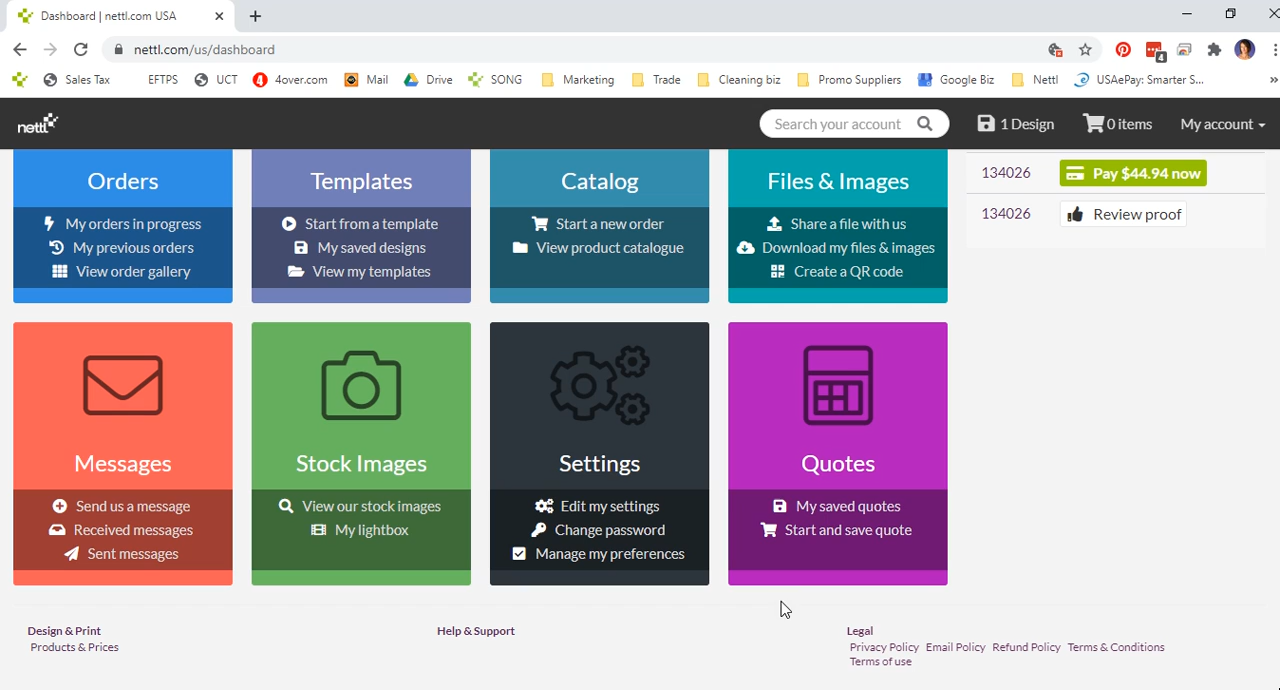 Dashboard | nettl.com USA
nettl.com/us/dashboard
4
Sales Tax EFTPS UCT 4 4over.com Mail Drive SONG Marketing Trade Cleaning biz Promo Suppliers Google Biz Nettl USAePay: Smarter S... »
nettl Search your account 1 Design 0 items My account
Orders
My orders in progress
My previous orders
View order gallery
Templates
Start from a template
My saved designs
View my templates
Catalog
Start a new order
View product catalogue
Files & Images
Share a file with us
Download my files & images
Create a QR code
134026 Pay $44.94 now
134026 Review proof
Messages
Send us a message
Received messages
Sent messages
Stock Images
View our stock images
My lightbox
Settings
Edit my settings
Change password
Manage my preferences
Quotes
My saved quotes
Start and save quote
Design & Print
Products & Prices
Help & Support
Legal
Privacy Policy Email Policy Refund Policy Terms & Conditions
Terms of use